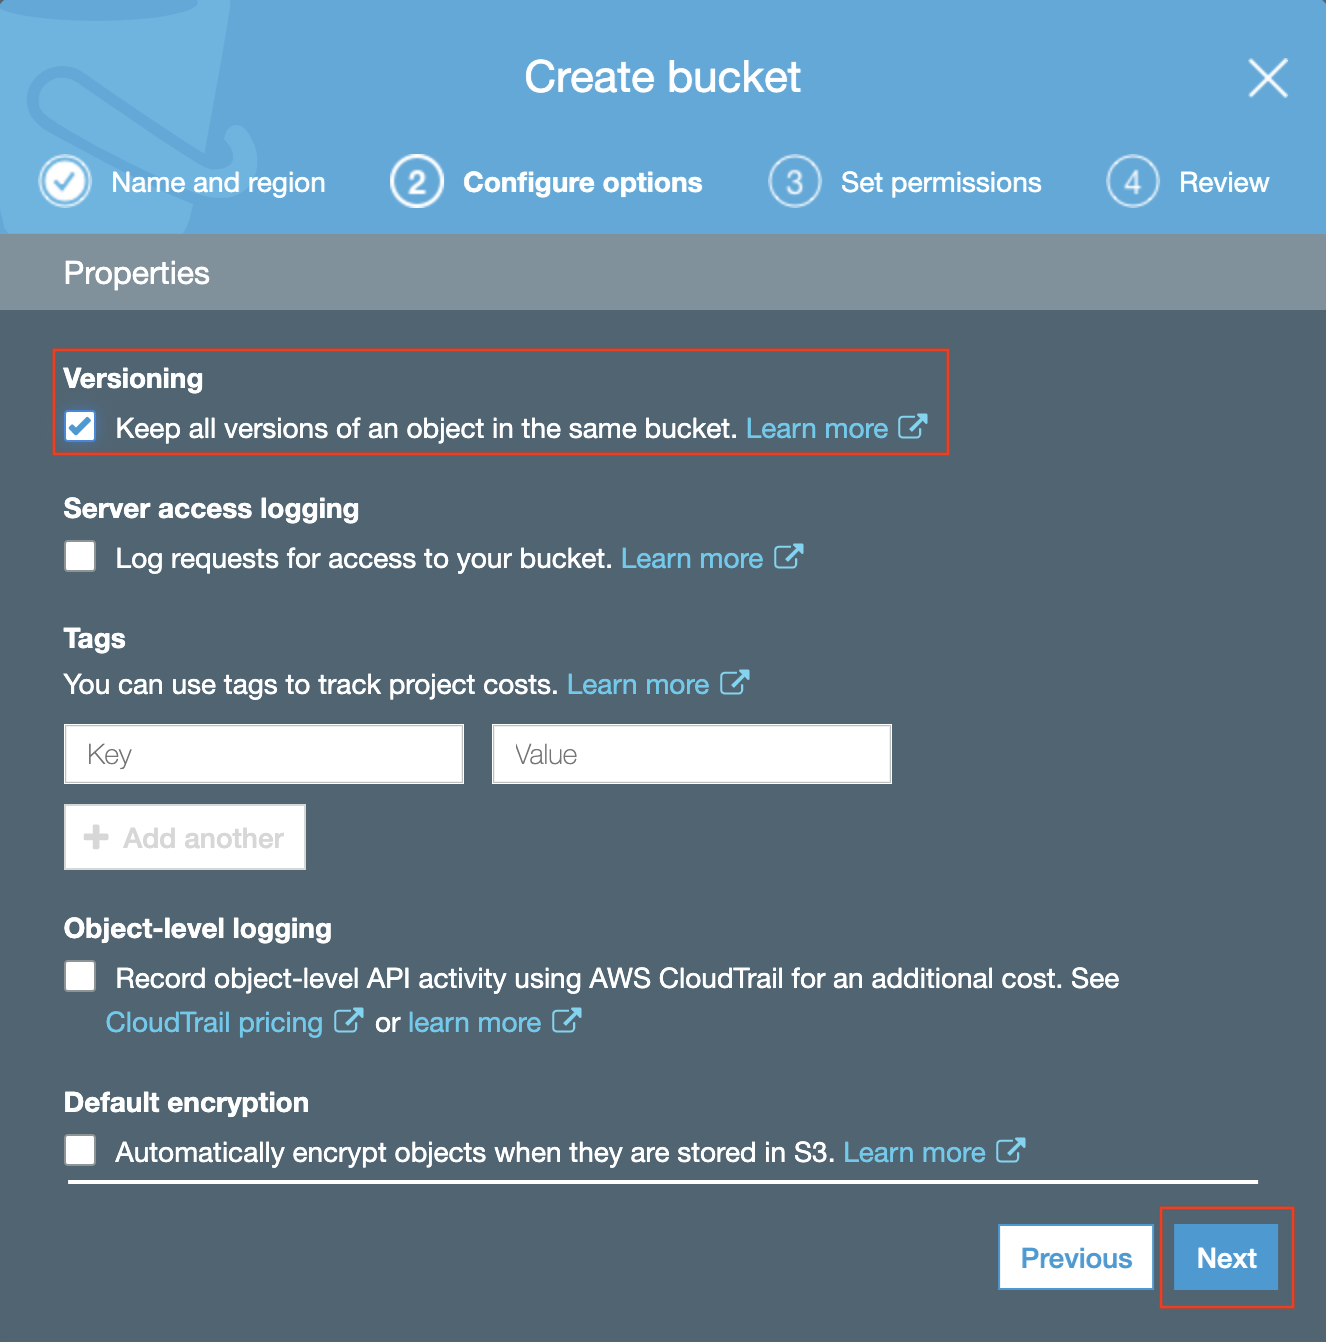 Create bucket
Name and region
2 Configure options
3 Set permissions
4 Review
Properties
Versioning
Keep all versions of an object in the same bucket. Learn more
Server access logging
Log requests for access to your bucket. Learn more
Tags
You can use tags to track project costs. Learn more
Key Value
Add another
Object-level logging
Record object-level API activity using AWS CloudTrail for an additional cost. See
CloudTrail pricing or learn more
Default encryption
Automatically encrypt objects when they are stored in S3. Learn more
Previous Next